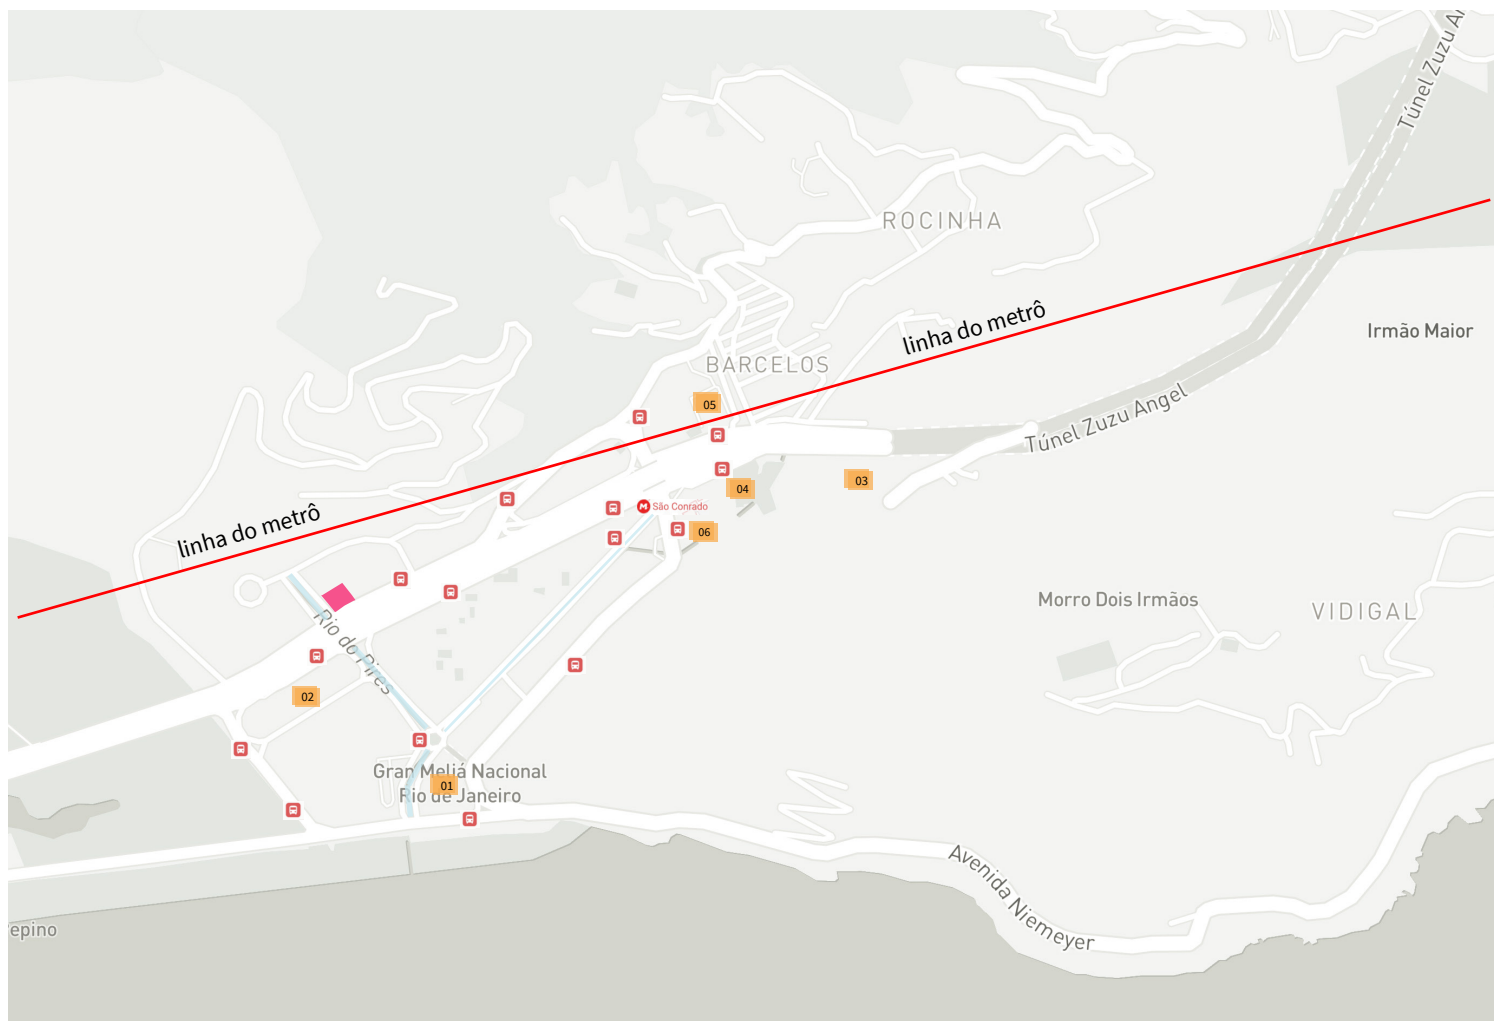 Túnel Zuzu
Túnel Zuzu
ROCINHA
linha do metrô
Irmão Maior
BARCELOS
05
Túnel Zuzu Angel
03
04
São Conrado
linha do metrô
06
Morro Dois Irmãos
VIDIGAL
Rio do Pires
02
Gran Meliá Nacional
Rio de Janeiro
01
Avenida Niemeyer
epino